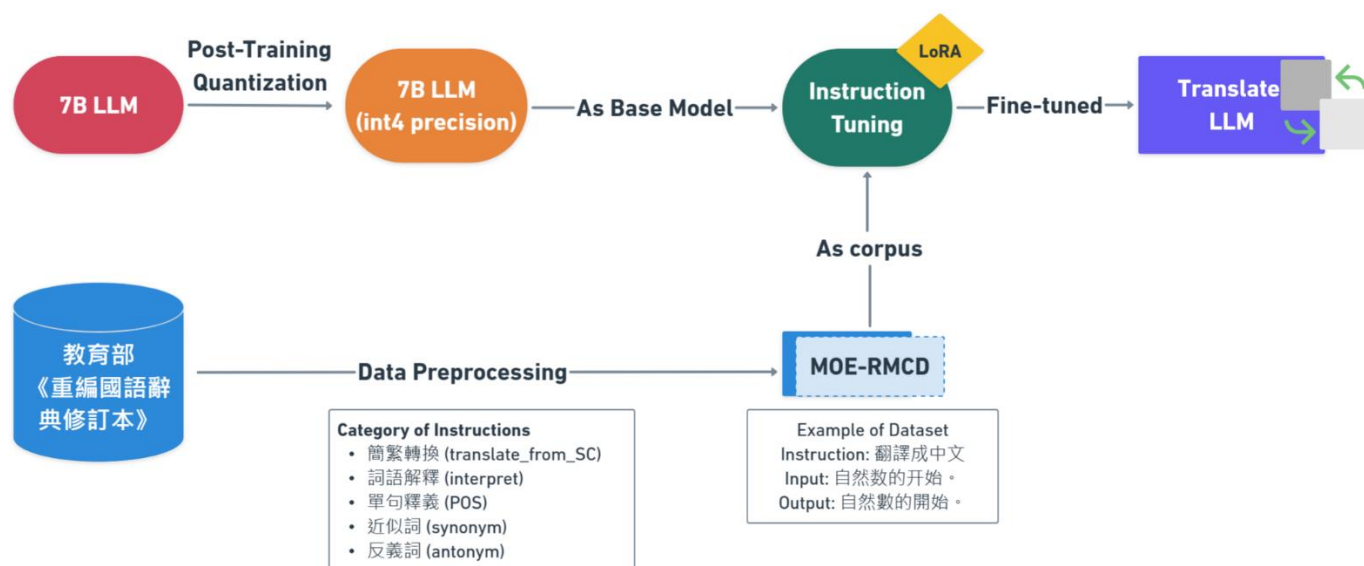 7B LLM
Post-Training
Quantization
7B LLM
(int4 precision)
As Base Model
LoRA
Instruction
Tuning
Fine-tuned
Translate
LLM
As corpus
教育部
《重編國語辭
典修訂本》
Data Preprocessing
MOE-RMCD
Category of Instructions
• 簡繁轉換 (translate_from_SC)
• 詞語解釋 (interpret)
• 單句釋義 (POS)
• 近似詞 (synonym)
• 反義詞 (antonym)
Example of Dataset
Instruction: 翻譯成中文
Input: 自然数的开始。
Output: 自然數的開始。